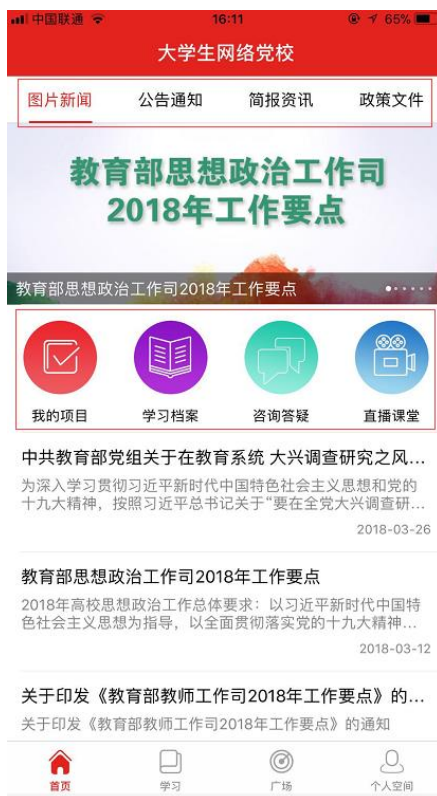 中国联通 16:11 65%
大学生网络党校
图片新闻 公告通知 简报资讯 政策文件
教育部思想政治工作司
2018年工作要点
教育部思想政治工作司2018年工作要点
我的项目 学习档案 咨询答疑 直播课堂
中共教育部党组关于在教育系统 大兴调查研究之风...
为深入学习贯彻习近平新时代中国特色社会主义思想和党的
十九大精神，按照习近平总书记关于“要在全党大兴调查研...
2018-03-26
教育部思想政治工作司2018年工作要点
2018年高校思想政治工作总体要求：以习近平新时代中国特
色社会主义思想为指导，以全面贯彻落实党的十九大精神...
2018-03-12
关于印发《教育部教师工作司2018年工作要点》的...
关于印发《教育部教师工作司2018年工作要点》的通知
首页 学习 广场 个人空间